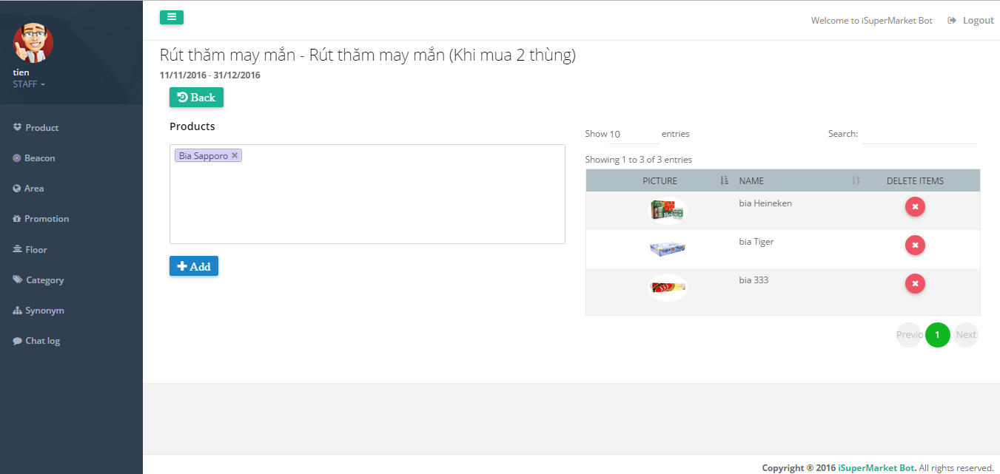 Welcome to iSuperMarket Bot Logout
tien
STAFF
Product
Beacon
Area
Promotion
Floor
Category
Synonym
Chat log
Rút thăm may mắn - Rút thăm may mắn (Khi mua 2 thùng)
11/11/2016 - 31/12/2016
Back
Products
Bia Sapporo
Add
Show 10 entries
Search:
Showing 1 to 3 of 3 entries
PICTURE NAME DELETE ITEMS
bia Heineken
bia Tiger
bia 333
Previo 1 Next
Copyright ® 2016 iSuperMarket Bot. All rights reserved.